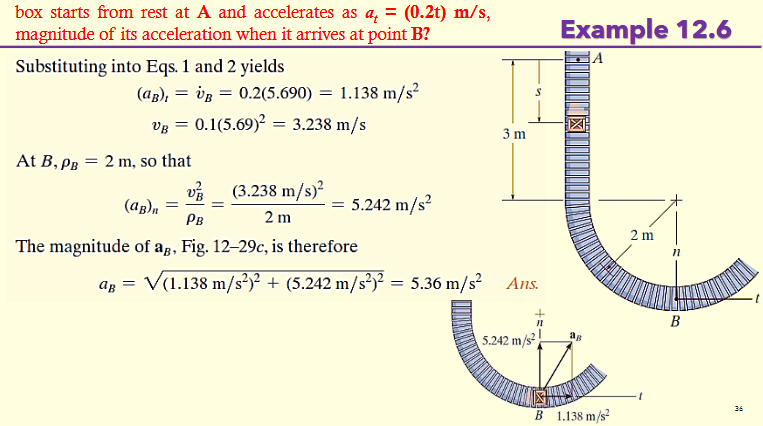 box starts from rest at A and accelerates as aₜ = (0.2t) m/s,
magnitude of its acceleration when it arrives at point B?
Example 12.6
Substituting into Eqs. 1 and 2 yields
(a_B)ₜ = v̇_B = 0.2(5.690) = 1.138 m/s²
v_B = 0.1(5.69)² = 3.238 m/s
At B, ρ_B = 2 m, so that
(a_B)ₙ = v_B²/ρ_B = (3.238 m/s)²/2 m = 5.242 m/s²
The magnitude of a_B, Fig. 12–29c, is therefore
a_B = √(1.138 m/s²)² + (5.242 m/s²)² = 5.36 m/s² Ans.
A
s
3 m
2 m
n
t
B
n
5.242 m/s²
a_B
t
B 1.138 m/s²
36